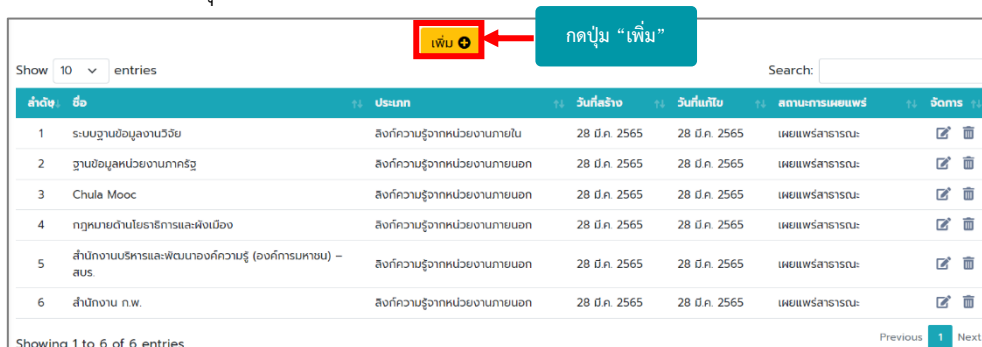 เพิ่ม
กดปุ่ม “เพิ่ม”
Show 10 entries
Search:
ลำดับ ชื่อ ประเภท วันที่สร้าง วันที่แก้ไข สถานะการเผยแพร่ จัดการ
1 ระบบฐานข้อมูลงานวิจัย ลิงก์ความรู้จากหน่วยงานภายใน 28 มี.ค. 2565 28 มี.ค. 2565 เผยแพร่สาธารณะ
2 ฐานข้อมูลหน่วยงานภาครัฐ ลิงก์ความรู้จากหน่วยงานภายนอก 28 มี.ค. 2565 28 มี.ค. 2565 เผยแพร่สาธารณะ
3 Chula Mooc ลิงก์ความรู้จากหน่วยงานภายนอก 28 มี.ค. 2565 28 มี.ค. 2565 เผยแพร่สาธารณะ
4 กฎหมายด้านโยธาธิการและผังเมือง ลิงก์ความรู้จากหน่วยงานภายนอก 28 มี.ค. 2565 28 มี.ค. 2565 เผยแพร่สาธารณะ
5 สำนักงานบริหารและพัฒนาองค์ความรู้ (องค์การมหาชน) – ลิงก์ความรู้จากหน่วยงานภายนอก 28 มี.ค. 2565 28 มี.ค. 2565 เผยแพร่สาธารณะ
สบร.
6 สำนักงาน ก.พ. ลิงก์ความรู้จากหน่วยงานภายนอก 28 มี.ค. 2565 28 มี.ค. 2565 เผยแพร่สาธารณะ
Showing 1 to 6 of 6 entries
Previous 1 Next